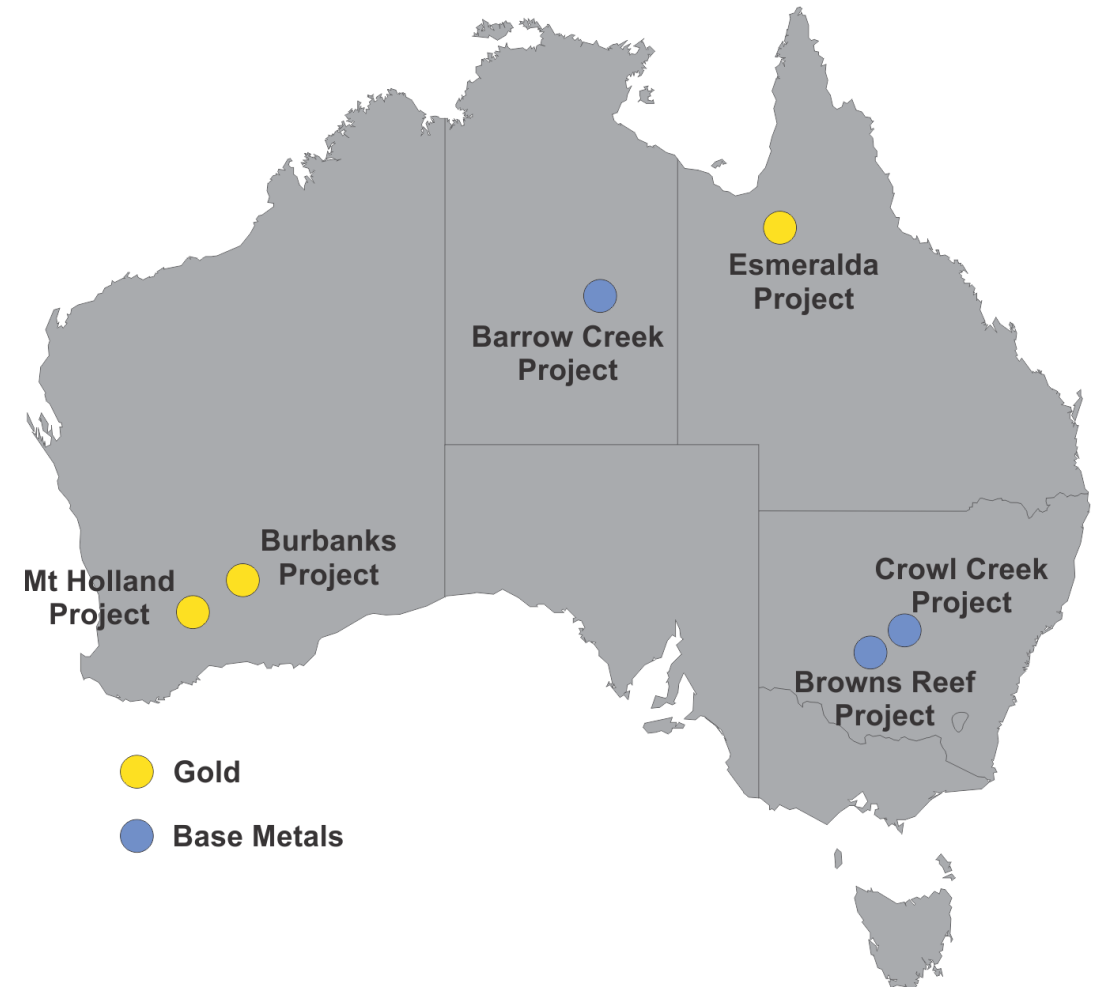 Esmeralda
Project
Barrow Creek
Project
Burbanks
Project
Mt Holland
Project
Crowl Creek
Project
Browns Reef
Project
Gold
Base Metals